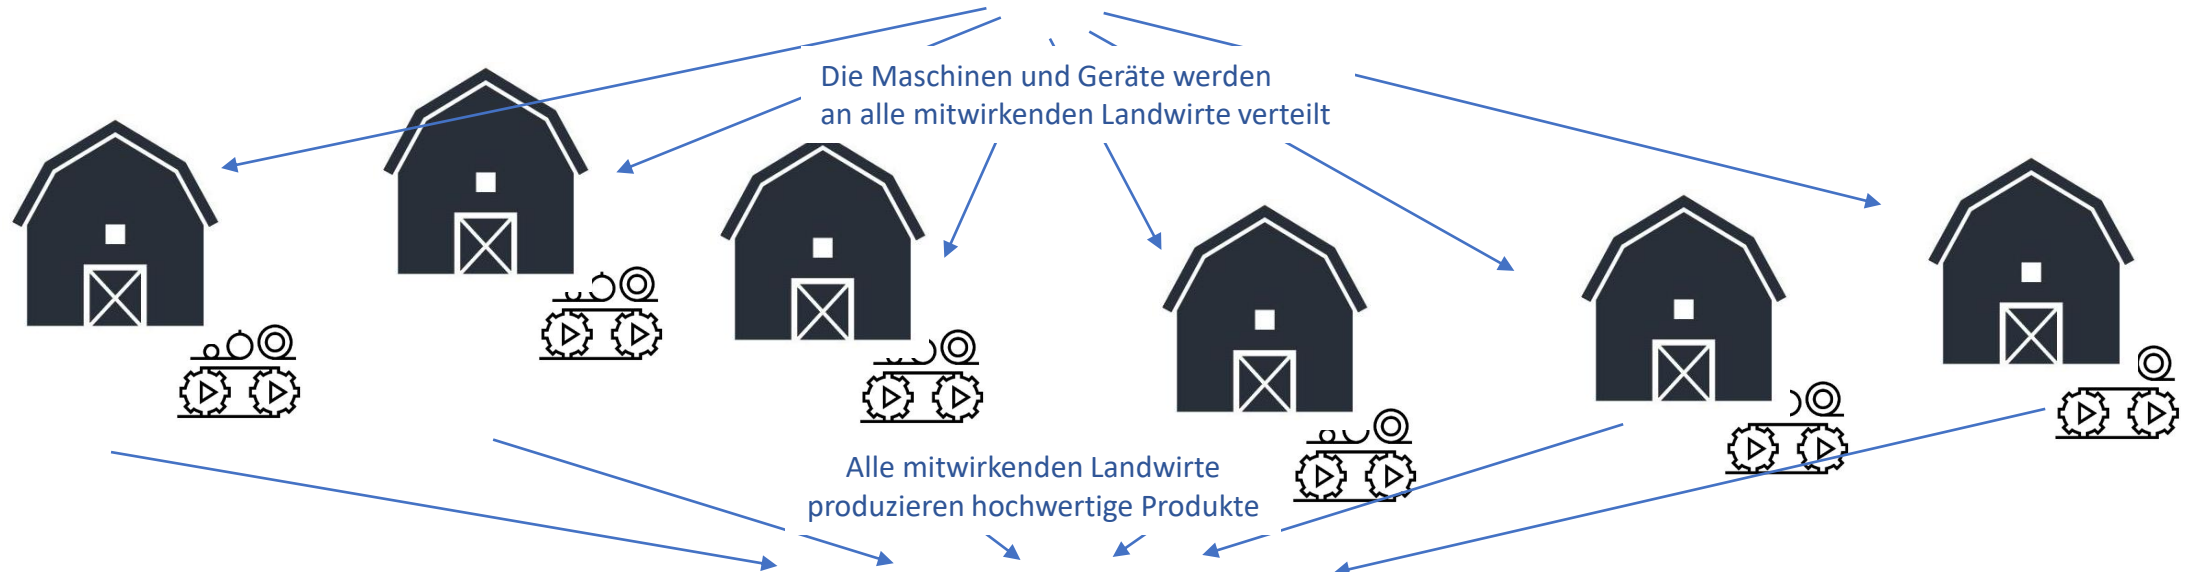 Die Maschinen und Geräte werden
an alle mitwirkenden Landwirte verteilt
Alle mitwirkenden Landwirte
produzieren hochwertige Produkte